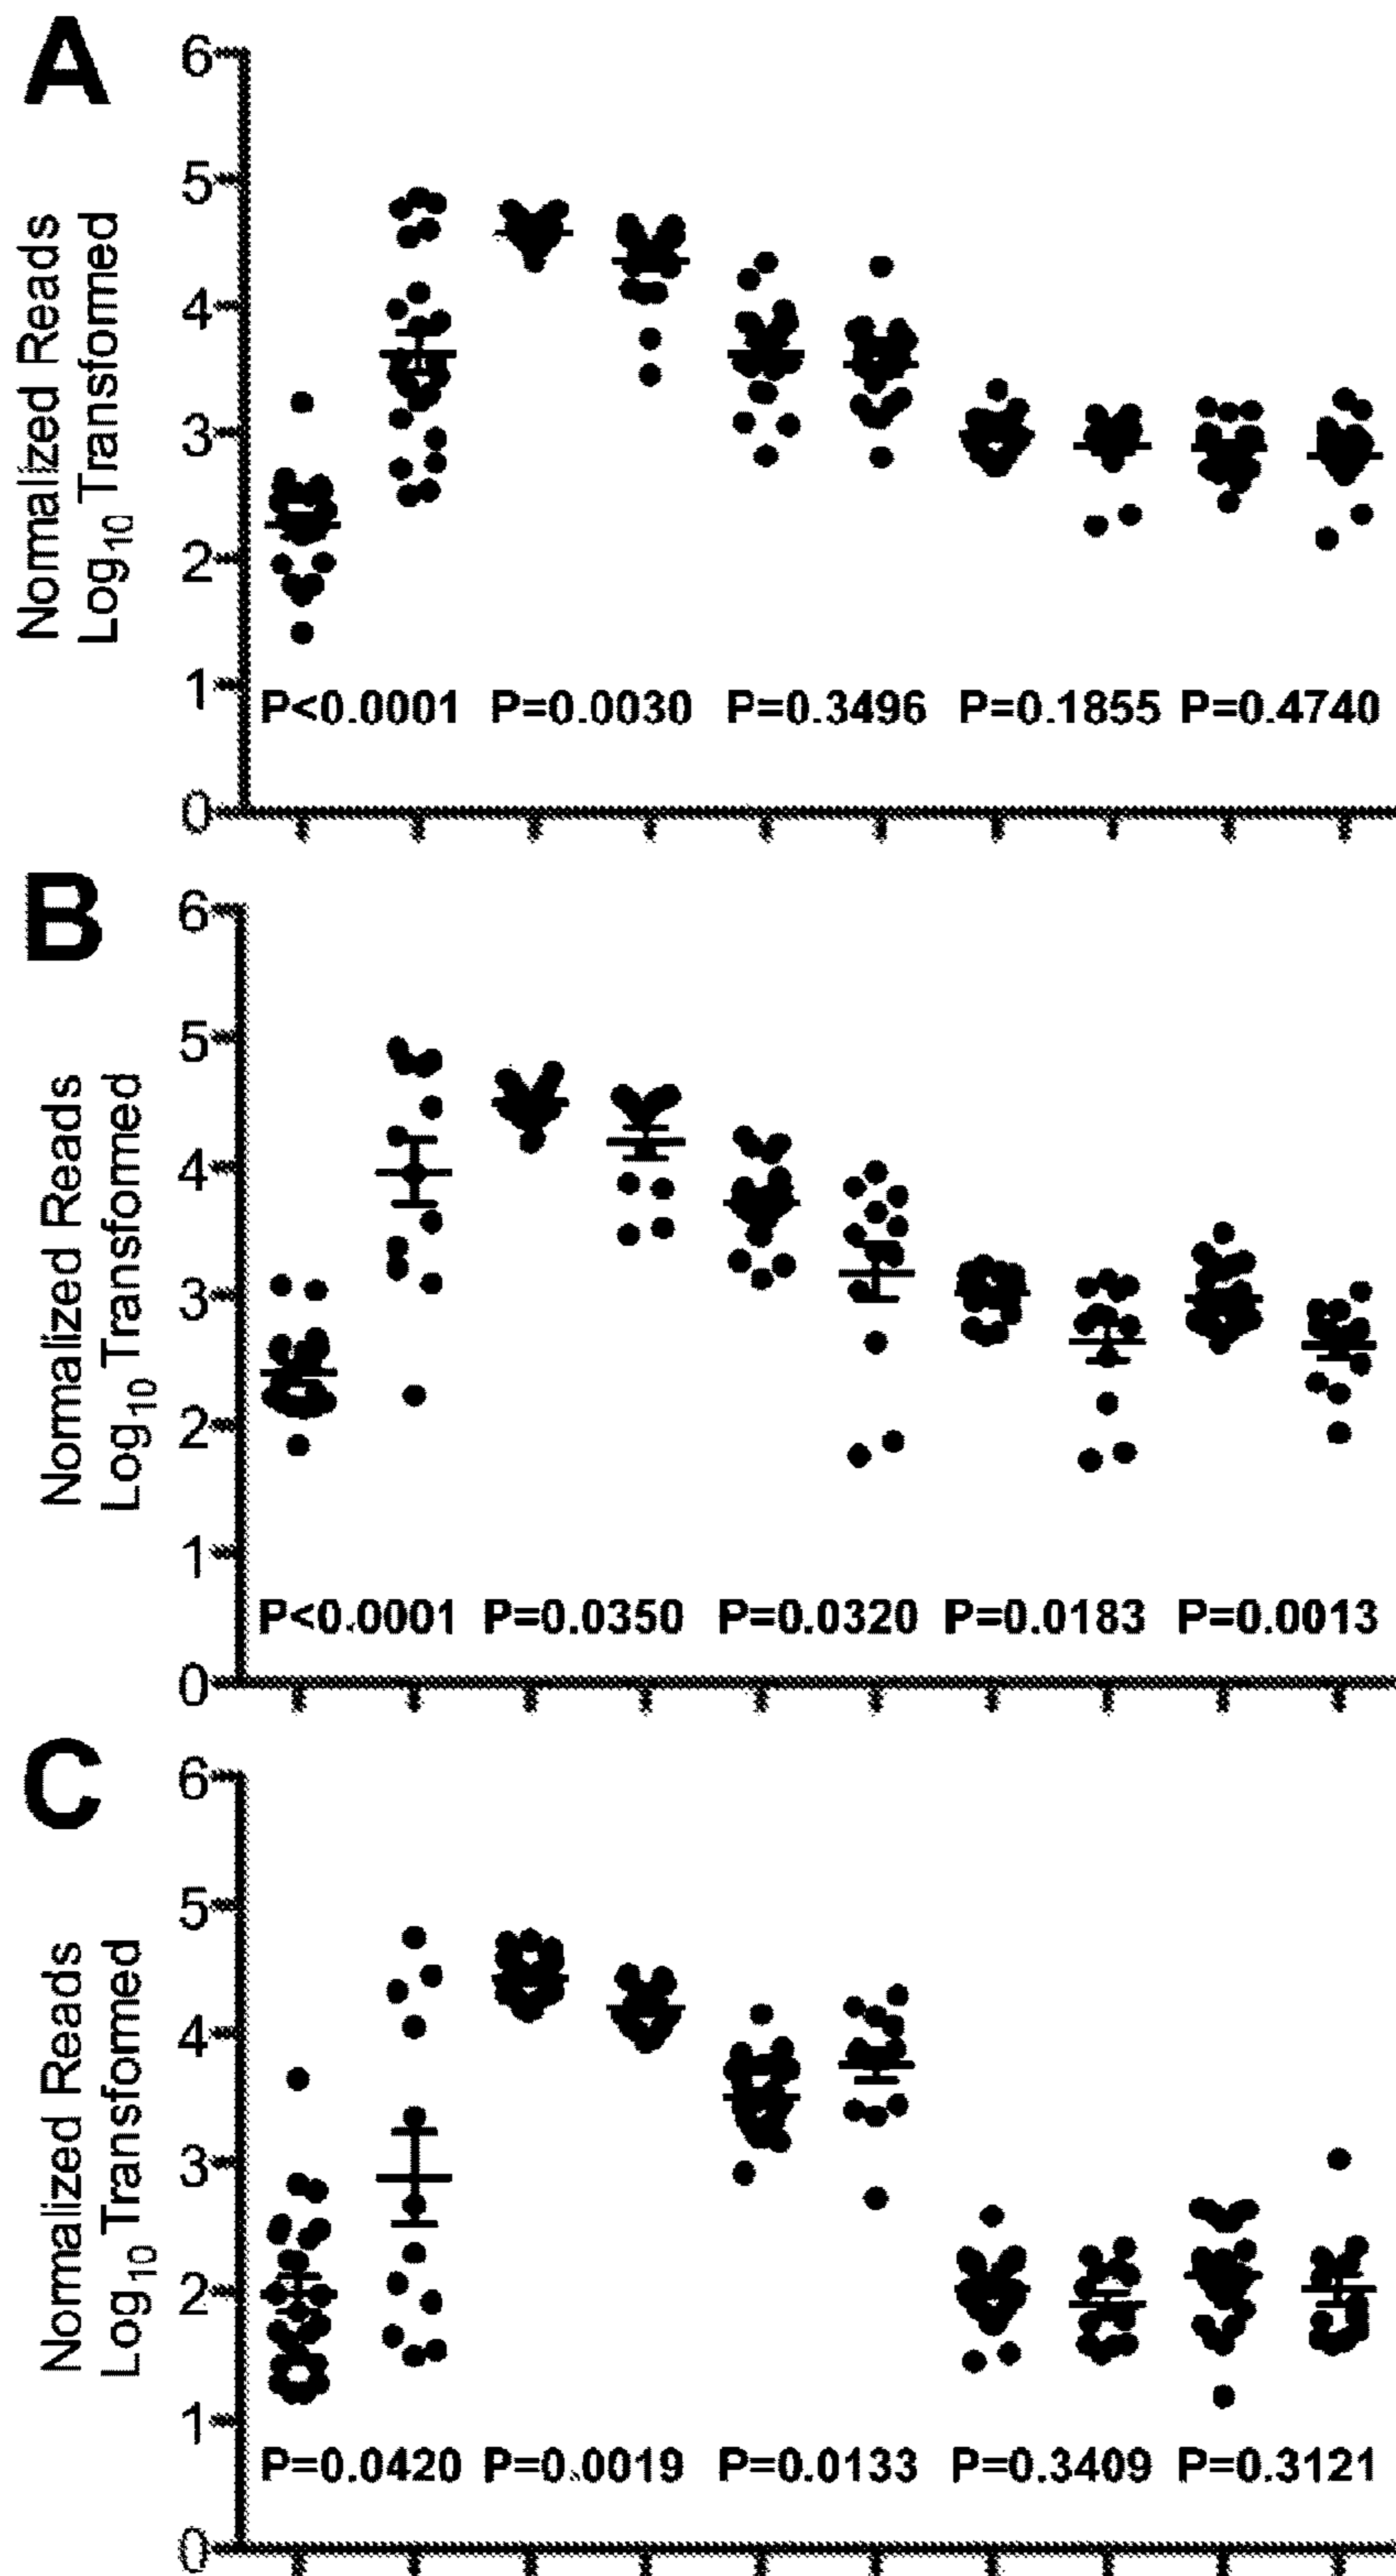 A
Normalized Reads
Log10 Transformed
6
5
4
3
2
1
0
P<0.0001 P=0.0030 P=0.3496 P=0.1855 P=0.4740
B
Normalized Reads
Log10 Transformed
6
5
4
3
2
1
0
P<0.0001 P=0.0350 P=0.0320 P=0.0183 P=0.0013
C
Normalized Reads
Log10 Transformed
6
5
4
3
2
1
0
P=0.0420 P=0.0019 P=0.0133 P=0.3409 P=0.3121